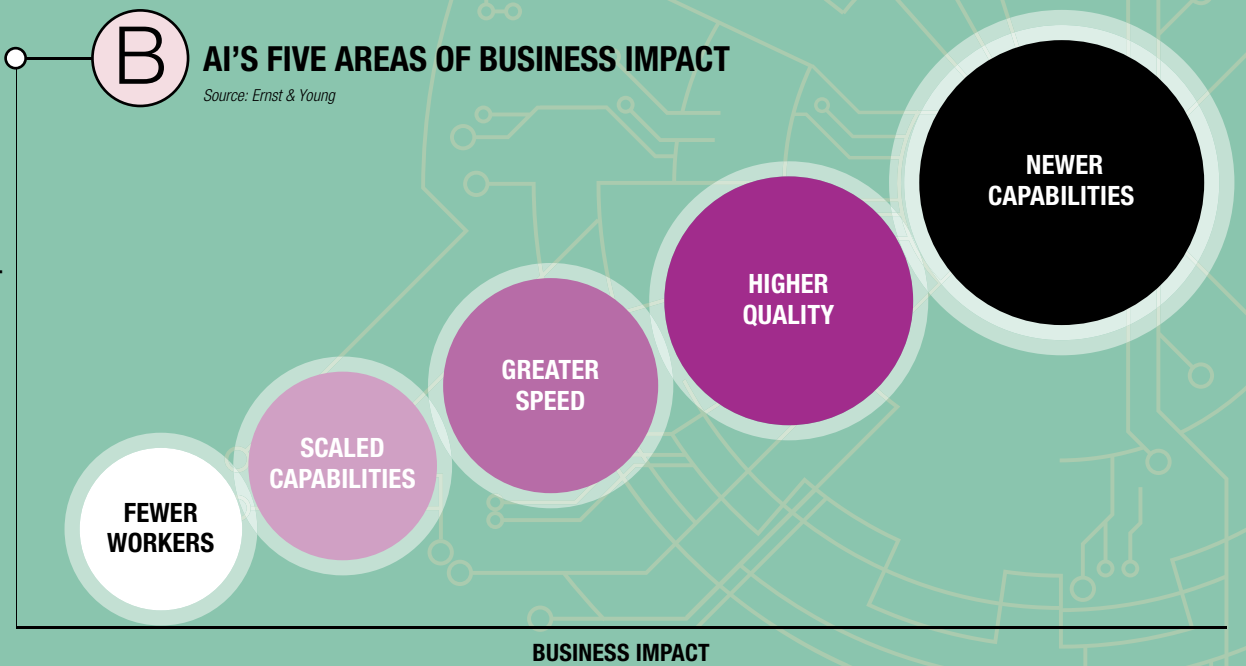 B
AI'S FIVE AREAS OF BUSINESS IMPACT
Source: Ernst & Young
NEWER
CAPABILITIES
HIGHER
QUALITY
GREATER
SPEED
SCALED
CAPABILITIES
FEWER
WORKERS
BUSINESS IMPACT